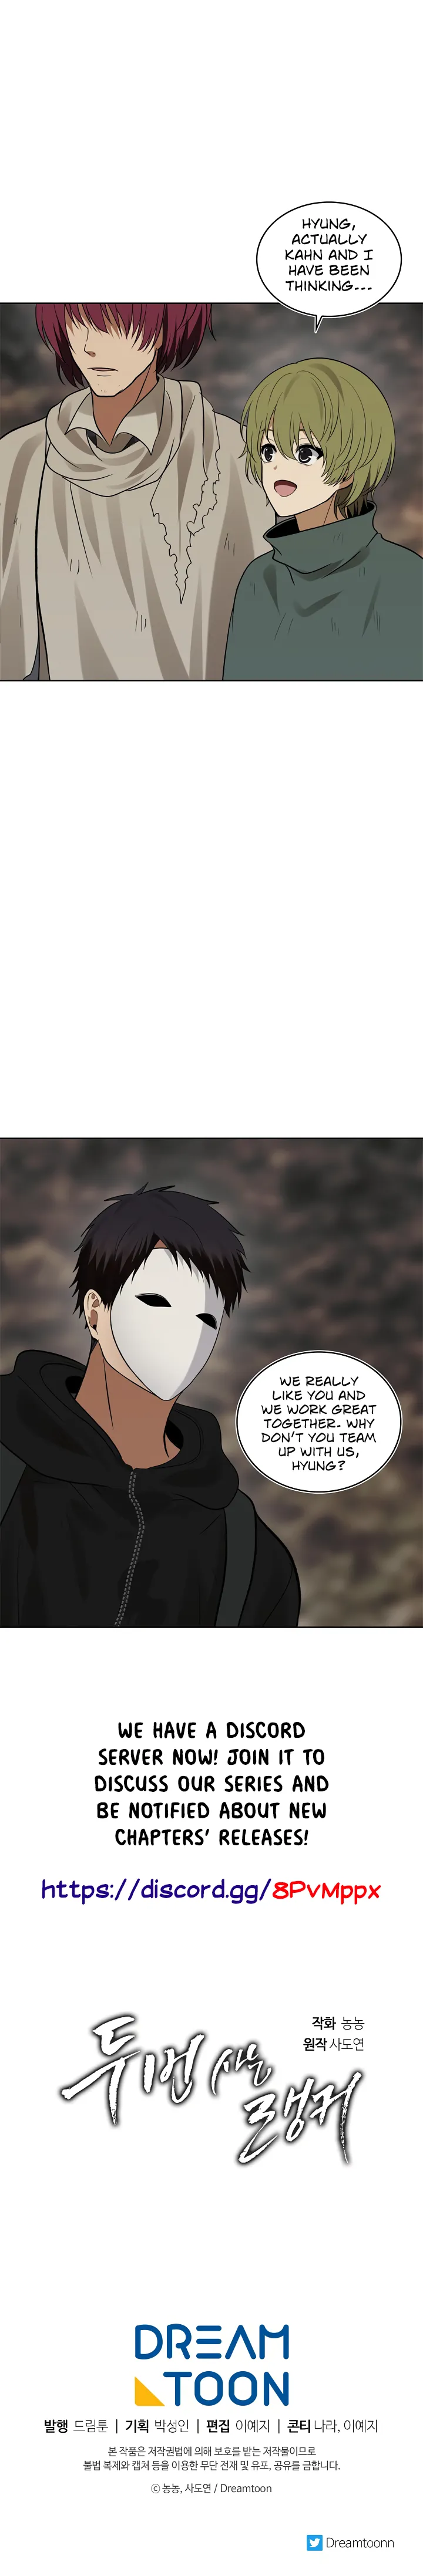 HYUNG,
ACTUALLY
KAHN AND I
HAVE BEEN
THINKING...
WE REALLY
LIKE YOU AND
WE WORK GREAT
TOGETHER. WHY
DON'T YOU TEAM
UP WITH US,
HYUNG?
WE HAVE A DISCORD
SERVER NOW! JOIN IT TO
DISCUSS OUR SERIES AND
BE NOTIFIED ABOUT NEW
CHAPTERS' RELEASES!
https://discord.gg/8PvMppx
작화 농농
원작 사도연
두번 사는
랭커
DREAM
TOON
발행 드림툰 | 기획 박성인 | 편집 이예지 | 콘티 나라, 이예지
본 작품은 저작권법에 의해 보호를 받는 저작물이므로
불법 복제와 캡처 등을 이용한 무단 전재 및 유포, 공유를 금합니다.
ⓒ 농농, 사도연 / Dreamtoon
Dreamtoonn